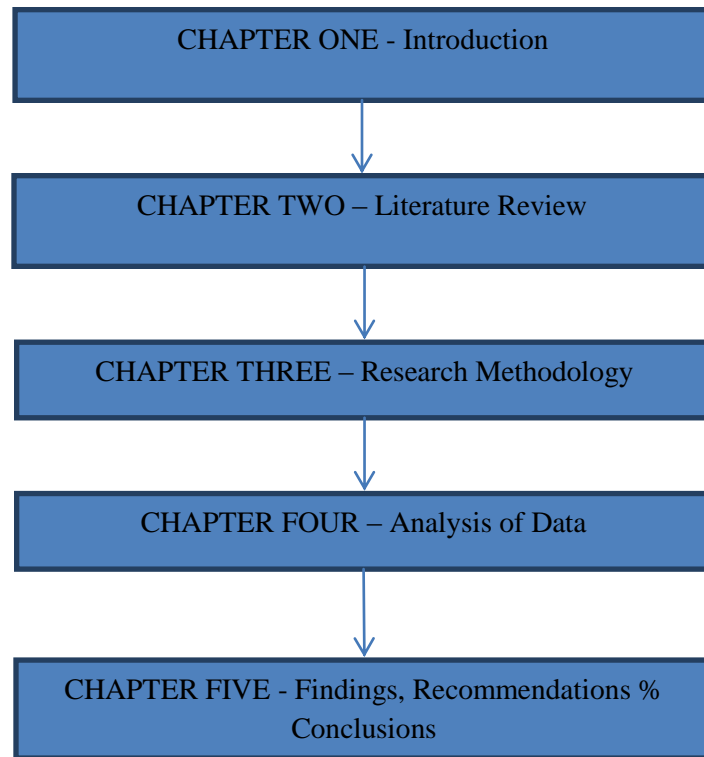 CHAPTER ONE - Introduction
CHAPTER TWO – Literature Review
CHAPTER THREE – Research Methodology
CHAPTER FOUR – Analysis of Data
CHAPTER FIVE - Findings, Recommendations %
Conclusions